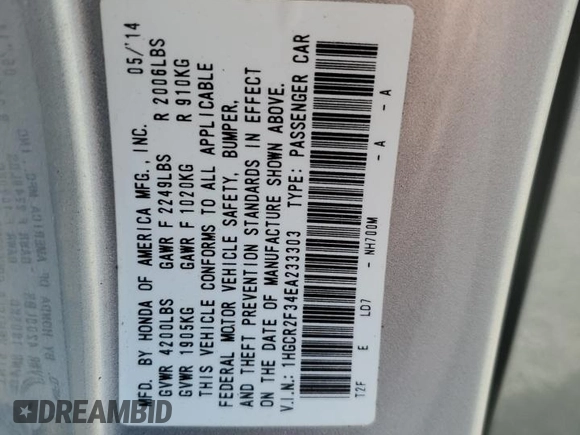 MFD. BY HONDA OF AMERICA MFG., INC. 05/'14
GVWR 4200LBS GAWR F 2249LBS R 2006LBS
GVWR 1905KG GAWR F 1020KG R 910KG
THIS VEHICLE CONFORMS TO ALL APPLICABLE
FEDERAL MOTOR VEHICLE SAFETY, BUMPER,
AND THEFT PREVENTION STANDARDS IN EFFECT
ON THE DATE OF MANUFACTURE SHOWN ABOVE.
V.I.N.: 1HGCR2F34EA233303 TYPE: PASSENGER CAR
T2F E LD7 - NH700M - A - A
DREAMBID